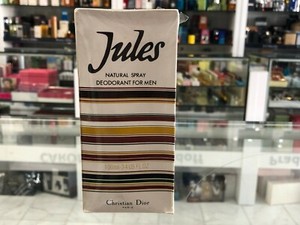 Jules
NATURAL SPRAY
DEODORANT FOR MEN
Christian Dior
PARIS